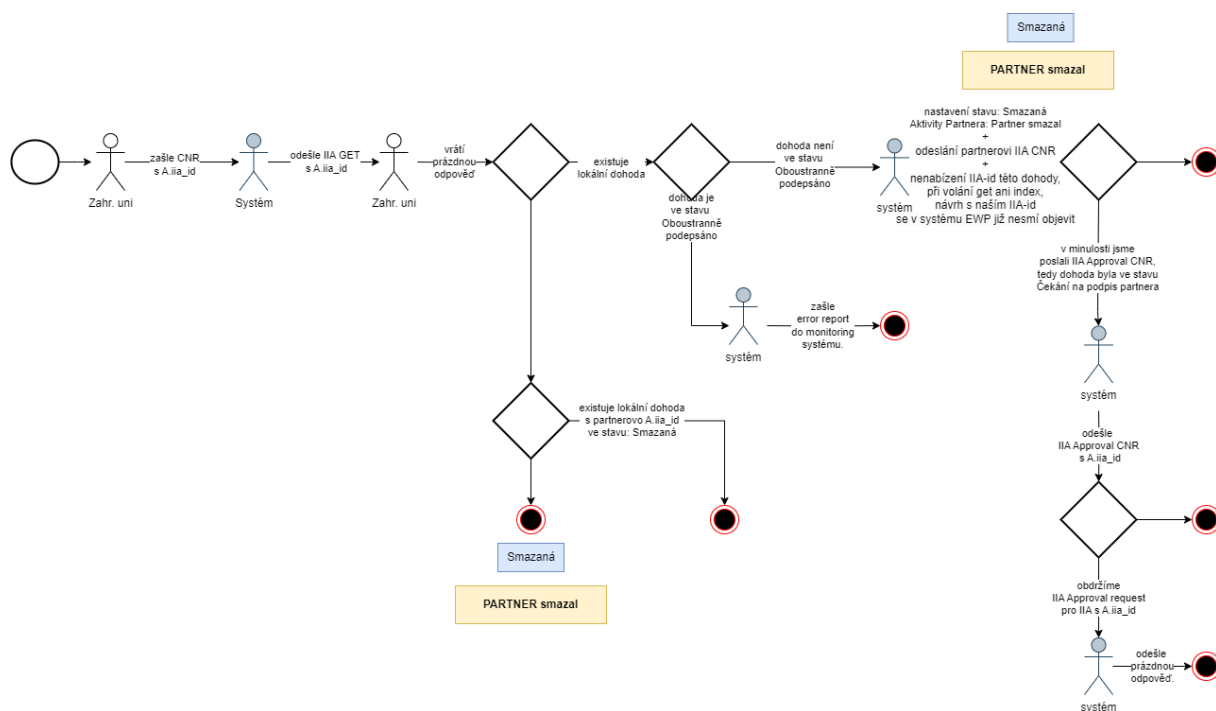 Smazaná
PARTNER smazal
zašle CNR
s A.iia_id
Zahr. uni
odešle IIA GET
s A.iia_id
Systém
vrátí
prázdnou
odpověď
Zahr. uni
existuje
lokální dohoda
dohoda není
ve stavu
Oboustranně
podepsáno
dohoda je
ve stavu
Oboustranně
podepsáno
systém
nastavení stavu: Smazaná
Aktivity Partnera: Partner smazal
+
odeslání partnerovi IIA CNR
+
nenabízení IIA-id této dohody,
při volání get ani index,
návrh s naším IIA-id
se v systému EWP již nesmí objevit
v minulosti jsme
poslali IIA Approval CNR,
tedy dohoda byla ve stavu
Čekání na podpis partnera
systém
zašle
error report
do monitoring
systému.
systém
existuje lokální dohoda
s partnerovo A.iia_id
ve stavu: Smazaná
odešle
IIA Approval CNR
s A.iia_id
Smazaná
PARTNER smazal
obdržíme
IIA Approval request
pro IIA s A.iia_id
odešle
prázdnou
odpověď.
systém